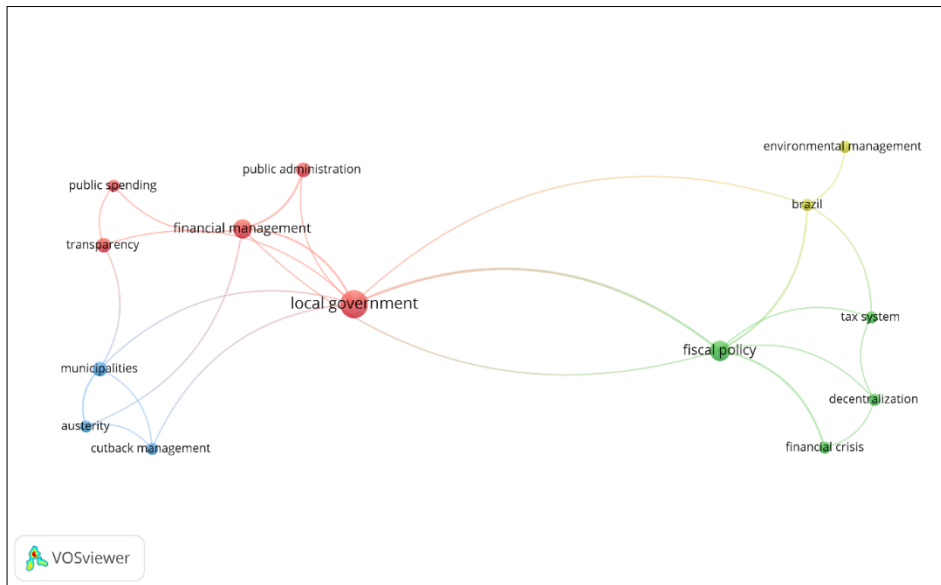 environmental management
public administration
public spending
brazil
financial management
transparency
local government
tax system
fiscal policy
municipalities
decentralization
austerity
cutback management
financial crisis
VOSviewer